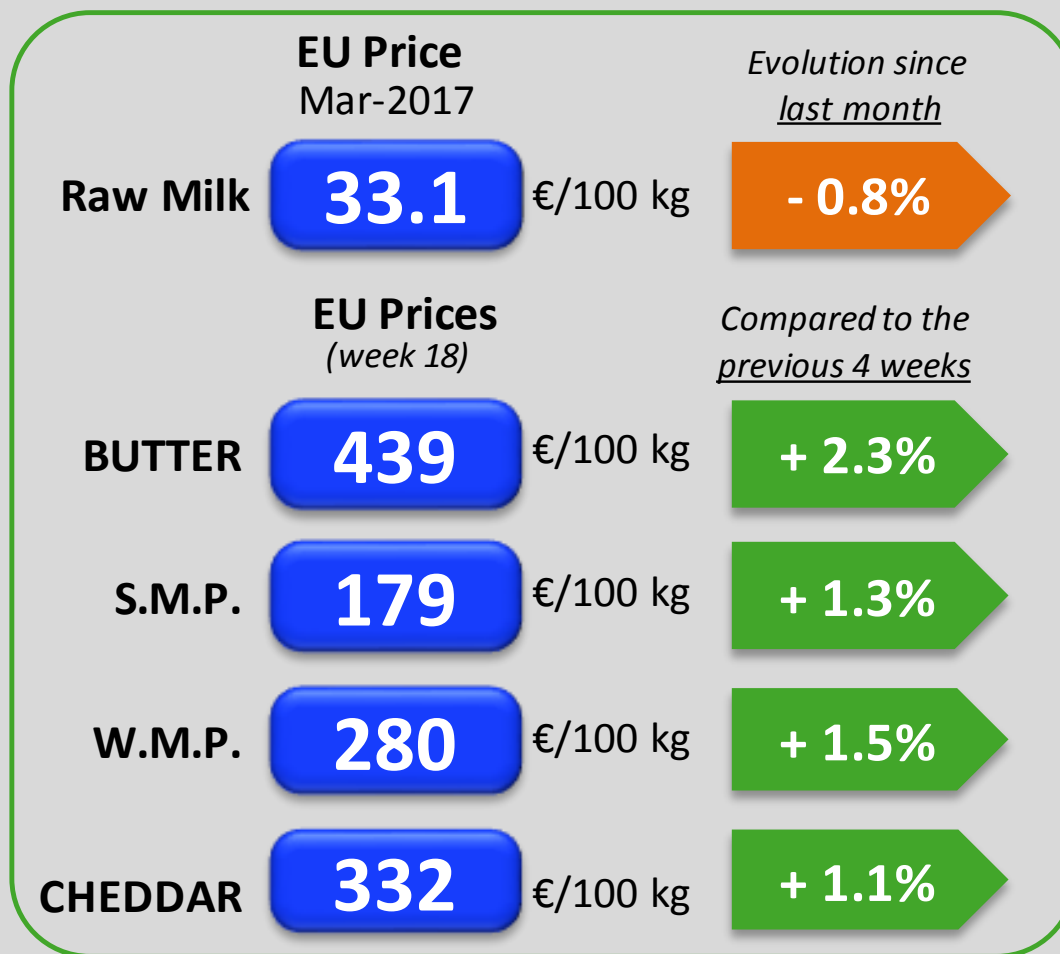 EU Price
Mar-2017
Evolution since
last month
Raw Milk 33.1 €/100 kg - 0.8%
EU Prices
(week 18)
Compared to the
previous 4 weeks
BUTTER 439 €/100 kg + 2.3%
S.M.P. 179 €/100 kg + 1.3%
W.M.P. 280 €/100 kg + 1.5%
CHEDDAR 332 €/100 kg + 1.1%